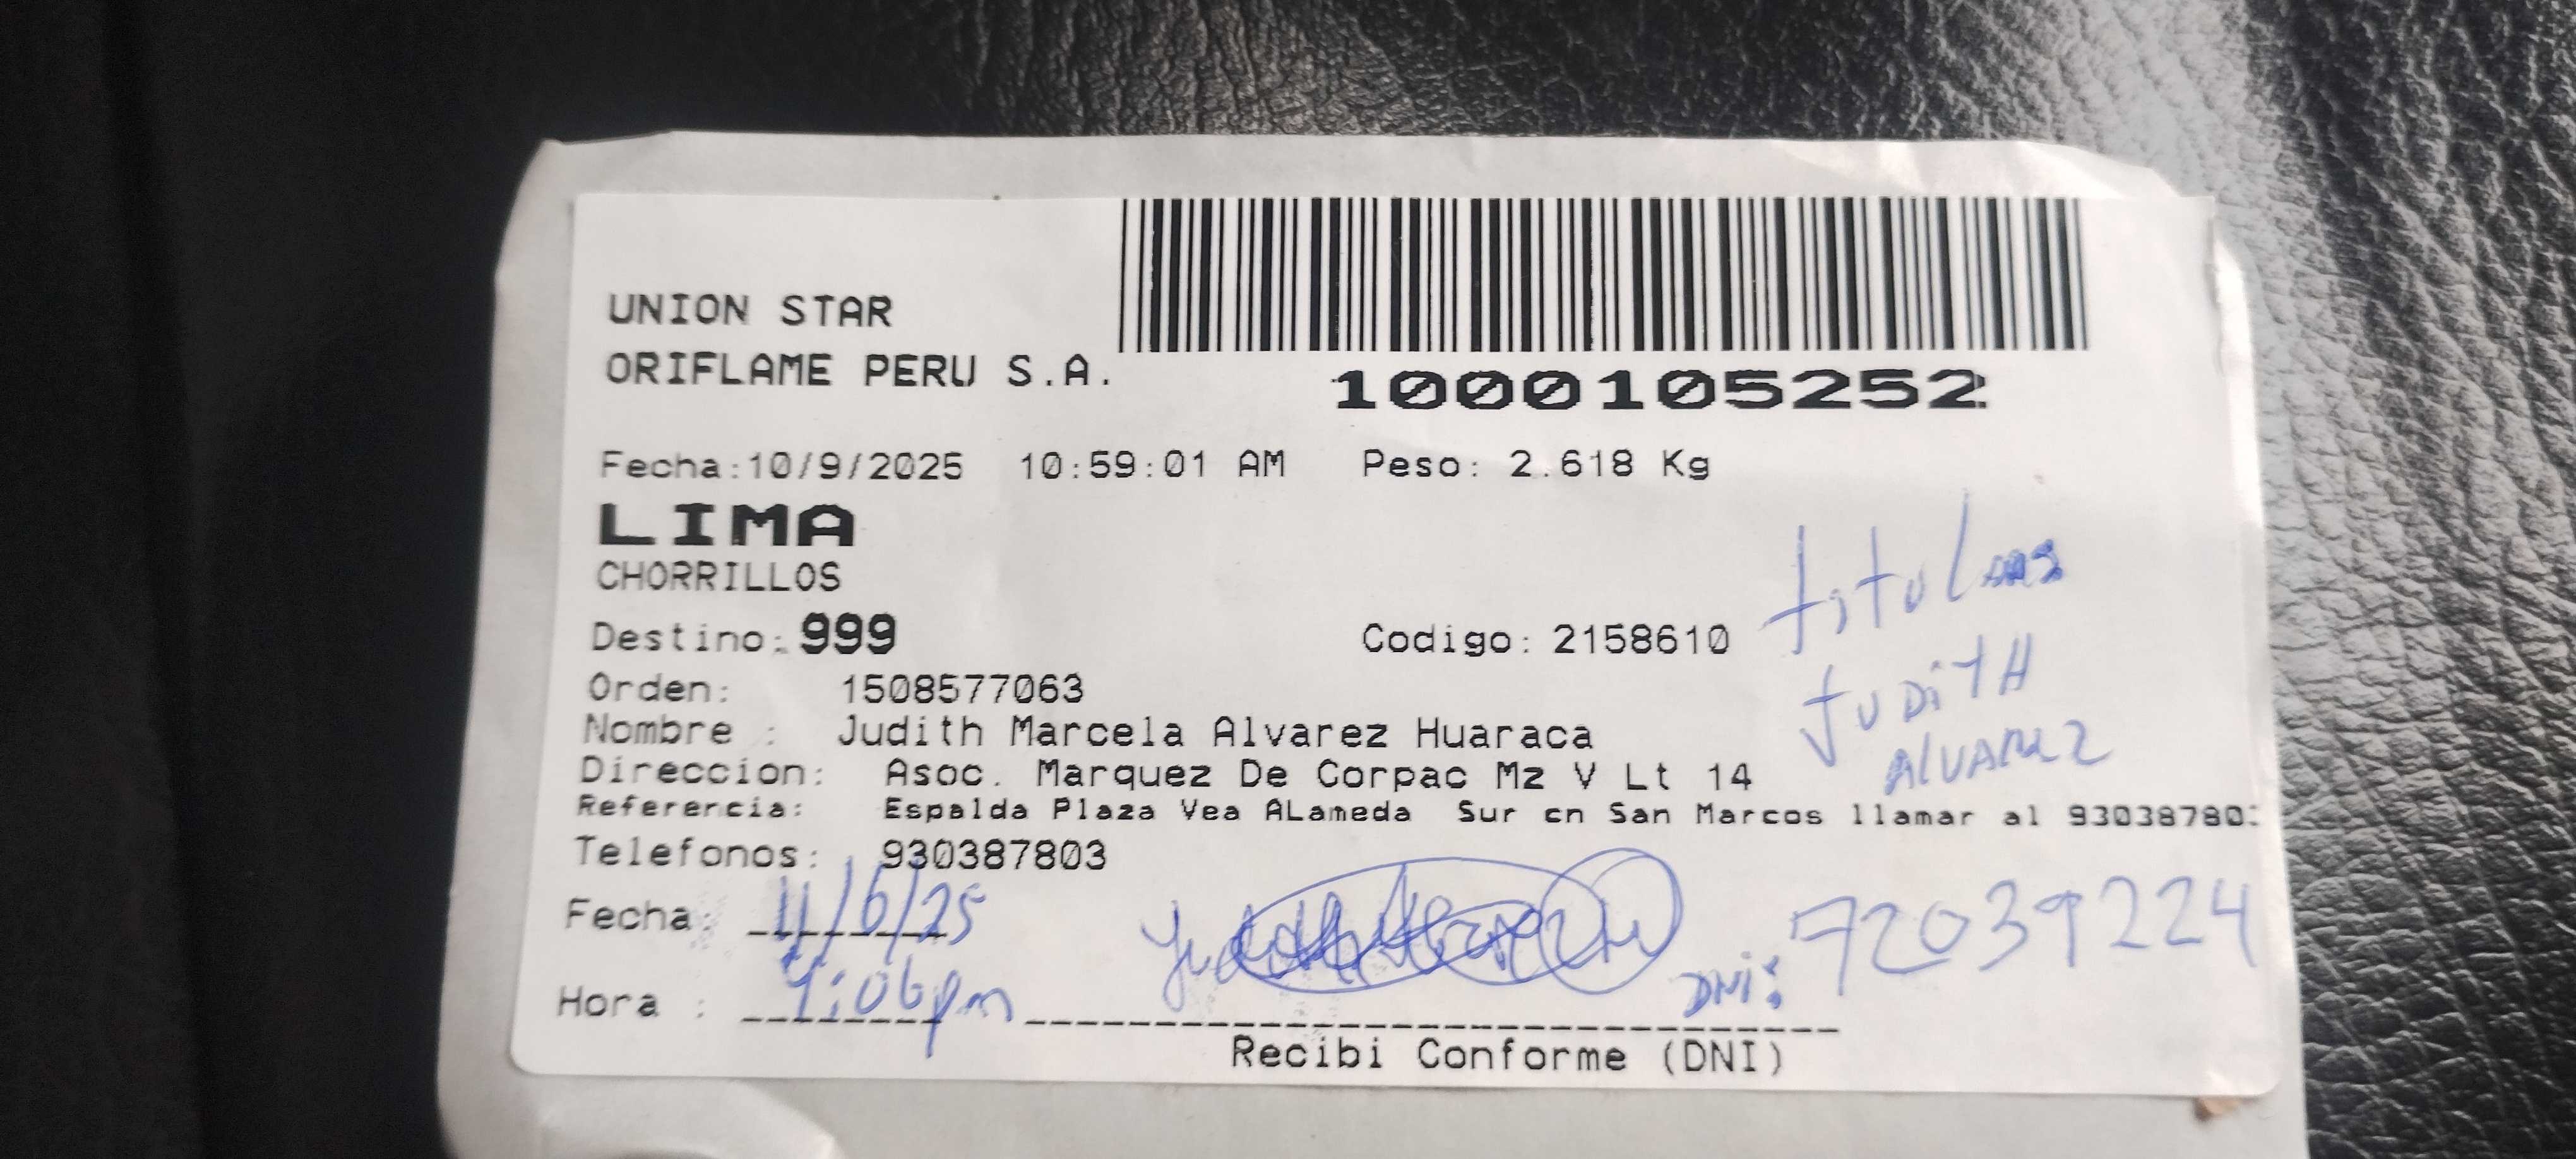 UNION STAR
ORIFLAME PERU S.A.
1000105252
Fecha:10/9/2025 10:59:01 AM Peso: 2.618 Kg
LIMA
CHORRILLOS
Destino: 999 Codigo: 2158610
titular
JUDITH
ALVAREZ
Orden: 1508577063
Nombre : Judith Marcela Alvarez Huaraca
Direccion: Asoc. Marquez De Corpac Mz V Lt 14
Referencia: Espalda Plaza Vea ALameda Sur cn San Marcos llamar al 93038780
Telefonos: 930387803
Fecha:
DNI: 72039224
Hora : :06pm
Recibi Conforme (DNI)